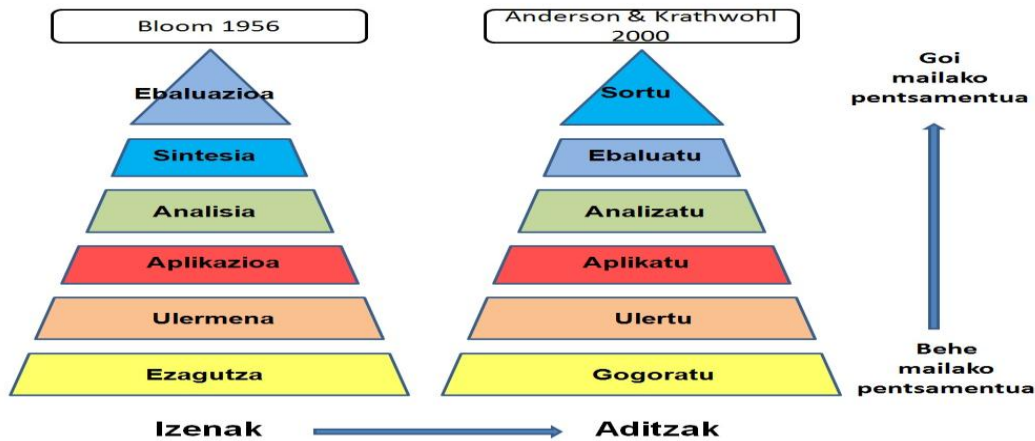 Bloom 1956
Anderson & Krathwohl
2000
Ebaluazioa
Sintesia
Analisia
Aplikazioa
Ulermena
Ezagutza
Sortu
Ebaluatu
Analizatu
Aplikatu
Ulertu
Gogoratu
Goi
mailako
pentsamentua
Behe
mailako
pentsamentua
Izenak
Aditzak